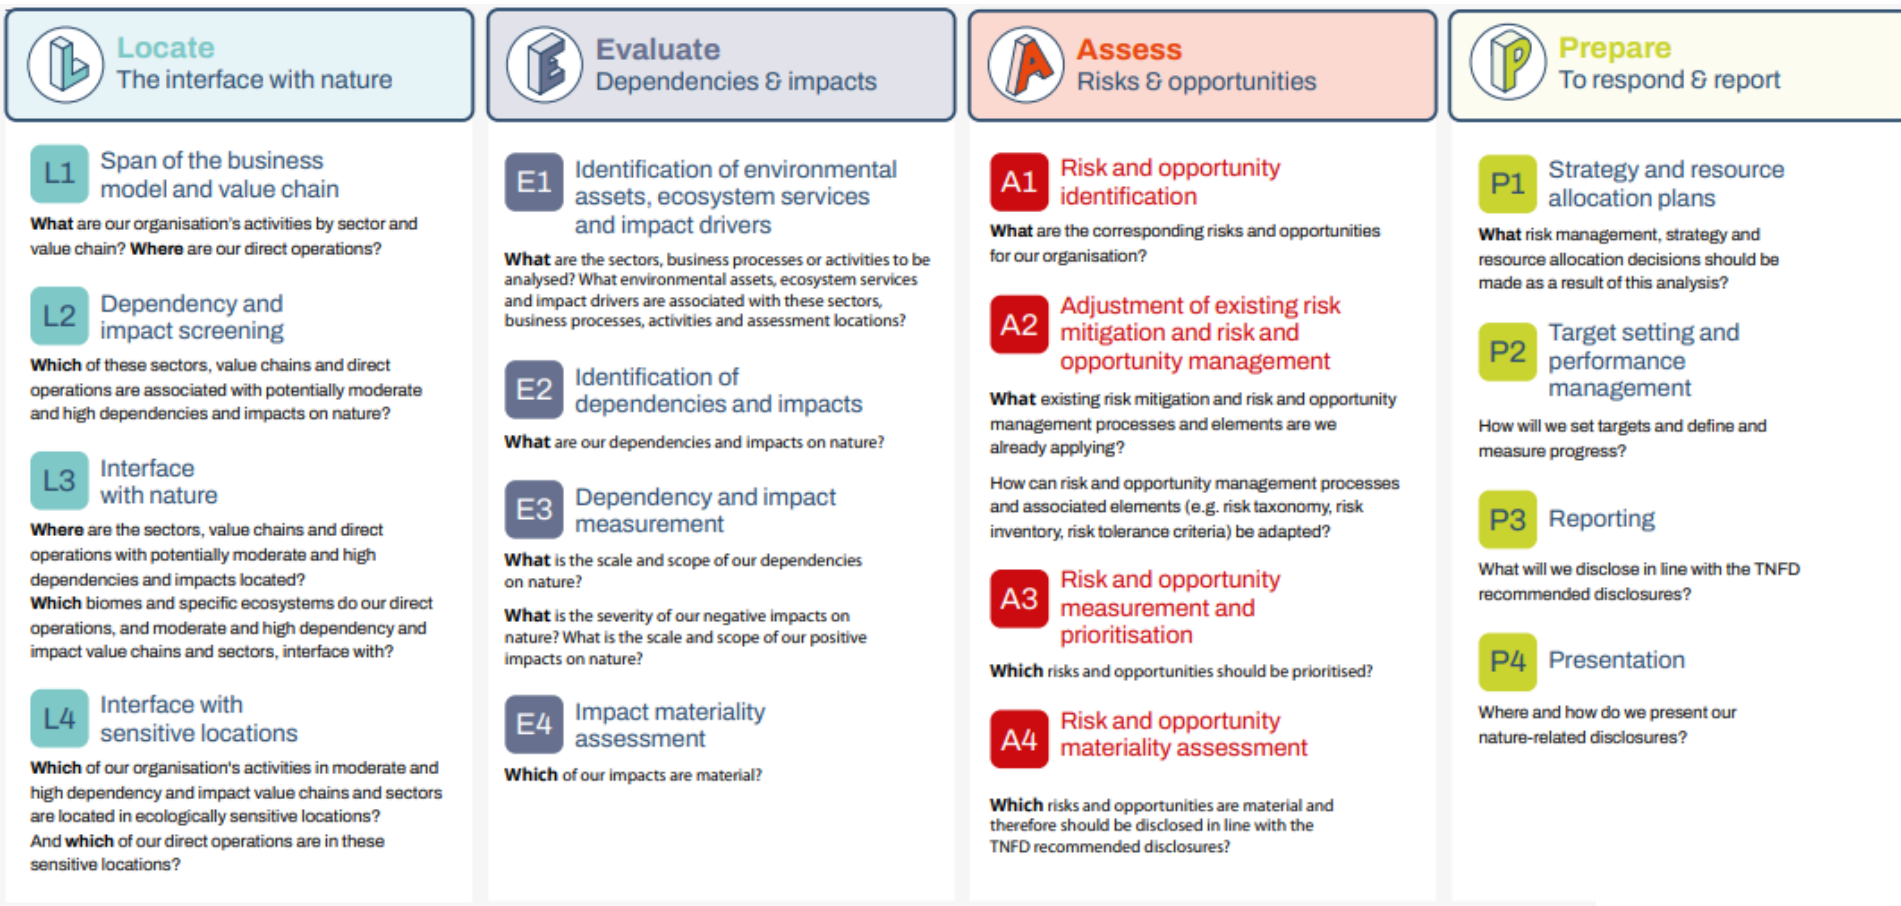 Locate
The interface with nature
L1
Span of the business
model and value chain
What are our organisation's activities by sector and
value chain? Where are our direct operations?
L2
Dependency and
impact screening
Which of these sectors, value chains and direct
operations are associated with potentially moderate
and high dependencies and impacts on nature?
L3
Interface
with nature
Where are the sectors, value chains and direct
operations with potentially moderate and high
dependencies and impacts located?
Which biomes and specific ecosystems do our direct
operations, and moderate and high dependency and
impact value chains and sectors, interface with?
L4
Interface with
sensitive locations
Which of our organisation's activities in moderate and
high dependency and impact value chains and sectors
are located in ecologically sensitive locations?
And which of our direct operations are in these
sensitive locations?
Evaluate
Dependencies & impacts
E1
Identification of environmental
assets, ecosystem services
and impact drivers
What are the sectors, business processes or activities to be
analysed? What environmental assets, ecosystem services
and impact drivers are associated with these sectors,
business processes, activities and assessment locations?
E2
Identification of
dependencies and impacts
What are our dependencies and impacts on nature?
E3
Dependency and impact
measurement
What is the scale and scope of our dependencies
on nature?
What is the severity of our negative impacts on
nature? What is the scale and scope of our positive
impacts on nature?
E4
Impact materiality
assessment
Which of our impacts are material?
Assess
Risks & opportunities
A1
Risk and opportunity
identification
What are the corresponding risks and opportunities
for our organisation?
A2
Adjustment of existing risk
mitigation and risk and
opportunity management
What existing risk mitigation and risk and opportunity
management processes and elements are we
already applying?
How can risk and opportunity management processes
and associated elements (e.g. risk taxonomy, risk
inventory, risk tolerance criteria) be adapted?
A3
Risk and opportunity
measurement and
prioritisation
Which risks and opportunities should be prioritised?
A4
Risk and opportunity
materiality assessment
Which risks and opportunities are material and
therefore should be disclosed in line with the
TNFD recommended disclosures?
Prepare
To respond & report
P1
Strategy and resource
allocation plans
What risk management, strategy and
resource allocation decisions should be
made as a result of this analysis?
P2
Target setting and
performance
management
How will we set targets and define and
measure progress?
P3
Reporting
What will we disclose in line with the TNFD
recommended disclosures?
P4
Presentation
Where and how do we present our
nature-related disclosures?